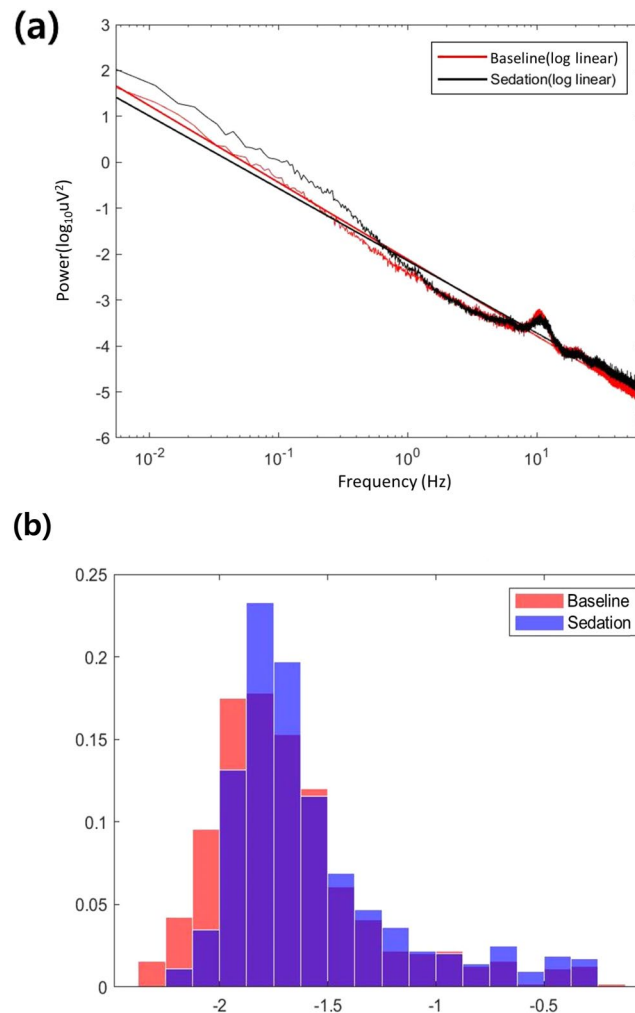 (a)
3
2
1
0
-1
-2
-3
-4
-5
-6
Power(log₁₀uV²)
Baseline(log linear)
Sedation(log linear)
10⁻² 10⁻¹ 10⁰ 10¹
Frequency (Hz)
(b)
0.25
0.2
0.15
0.1
0.05
0
Baseline
Sedation
-2 -1.5 -1 -0.5